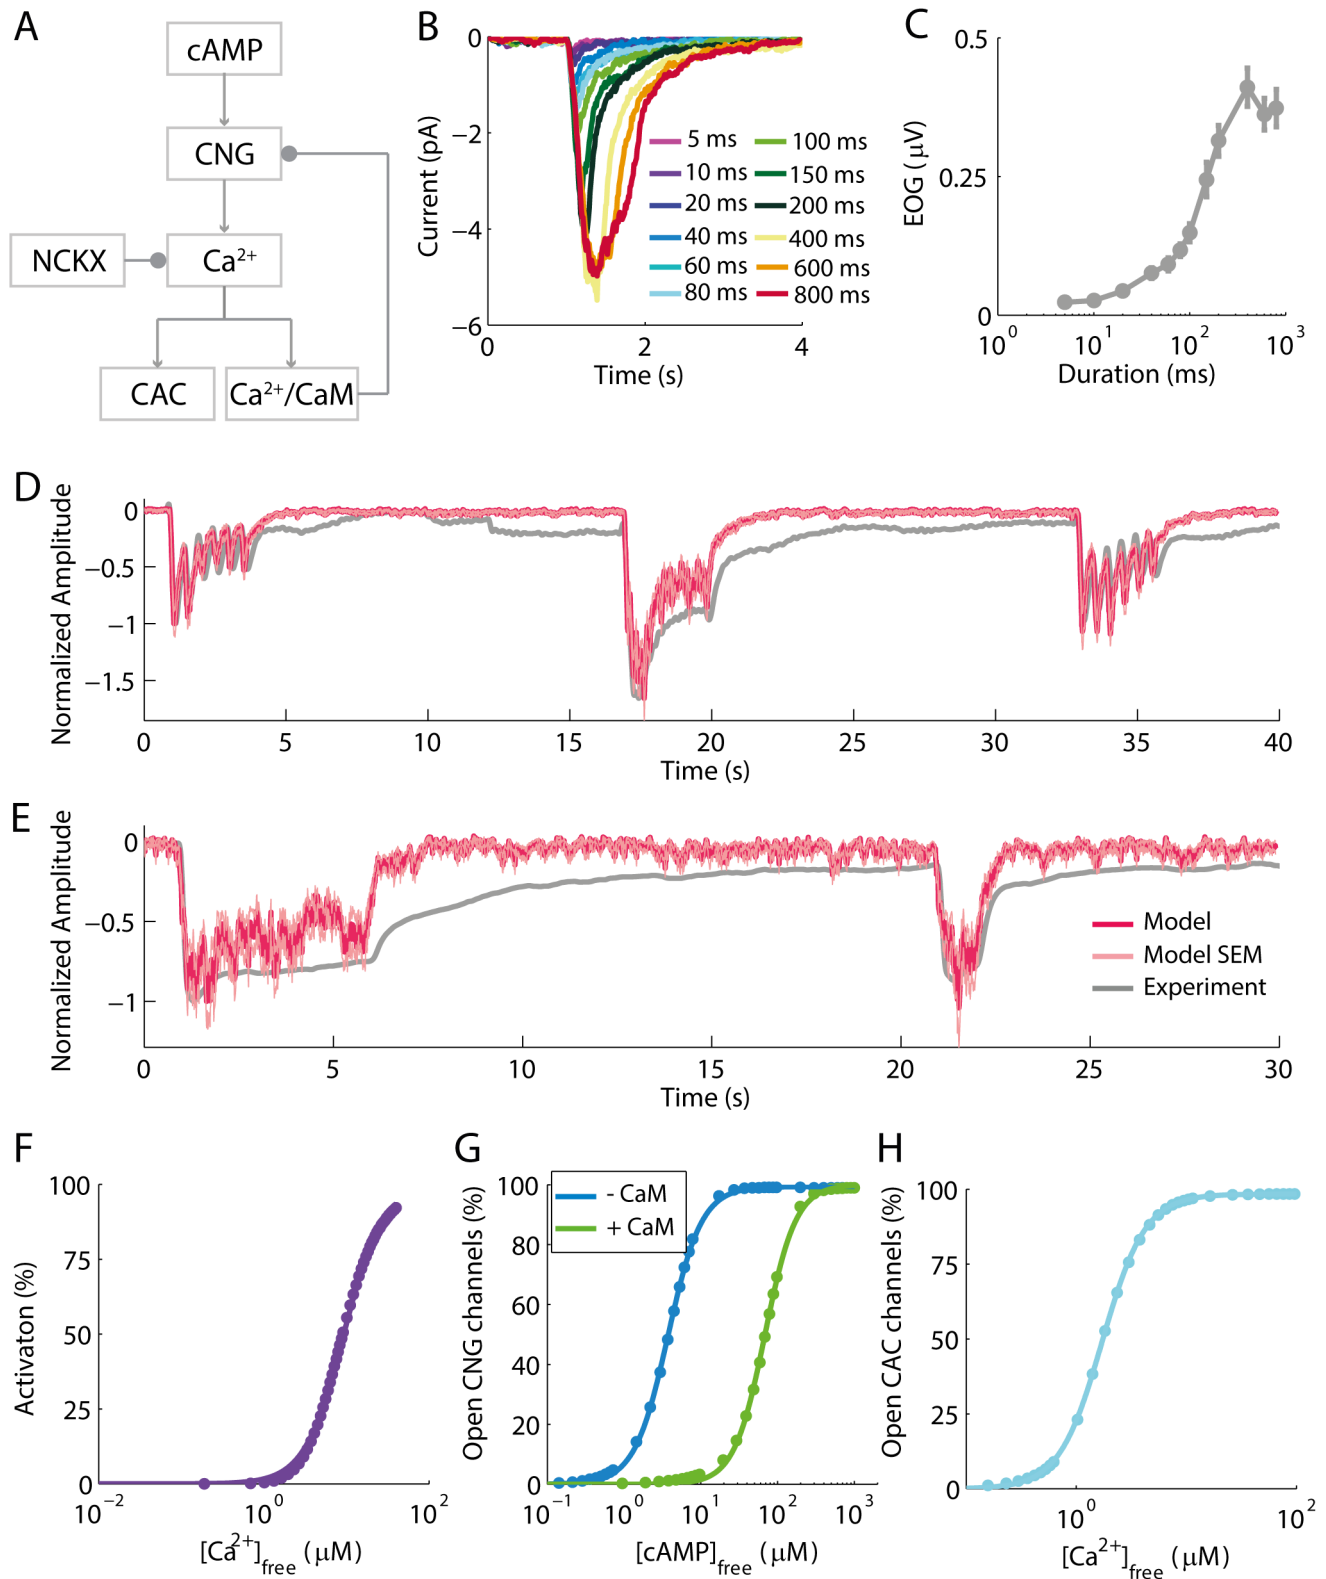 A
cAMP
CNG
NCKX
Ca2+
CAC
Ca2+/CaM
B
0
−2
−4
−6
Current (pA)
0
2
4
Time (s)
5 ms
10 ms
20 ms
40 ms
60 ms
80 ms
100 ms
150 ms
200 ms
400 ms
600 ms
800 ms
C
0.5
0.25
0
EOG ( μV)
10^0
10^1
10^2
10^3
Duration (ms)
D
0
−0.5
−1
−1.5
Normalized Amplitude
0
5
10
15
20
25
30
35
40
Time (s)
E
0
−0.5
−1
Normalized Amplitude
0
5
10
15
20
25
30
Time (s)
Model
Model SEM
Experiment
F
100
75
50
25
0
Activaton (%)
10^−2
10^0
10^2
[Ca2+]free (μM)
G
100
80
60
40
20
0
Open CNG channels (%)
- CaM
+ CaM
10^−1
10^0
10^1
10^2
10^3
[cAMP]free (μM)
H
100
75
50
25
0
Open CAC channels (%)
10^0
10^2
[Ca2+]free (μM)